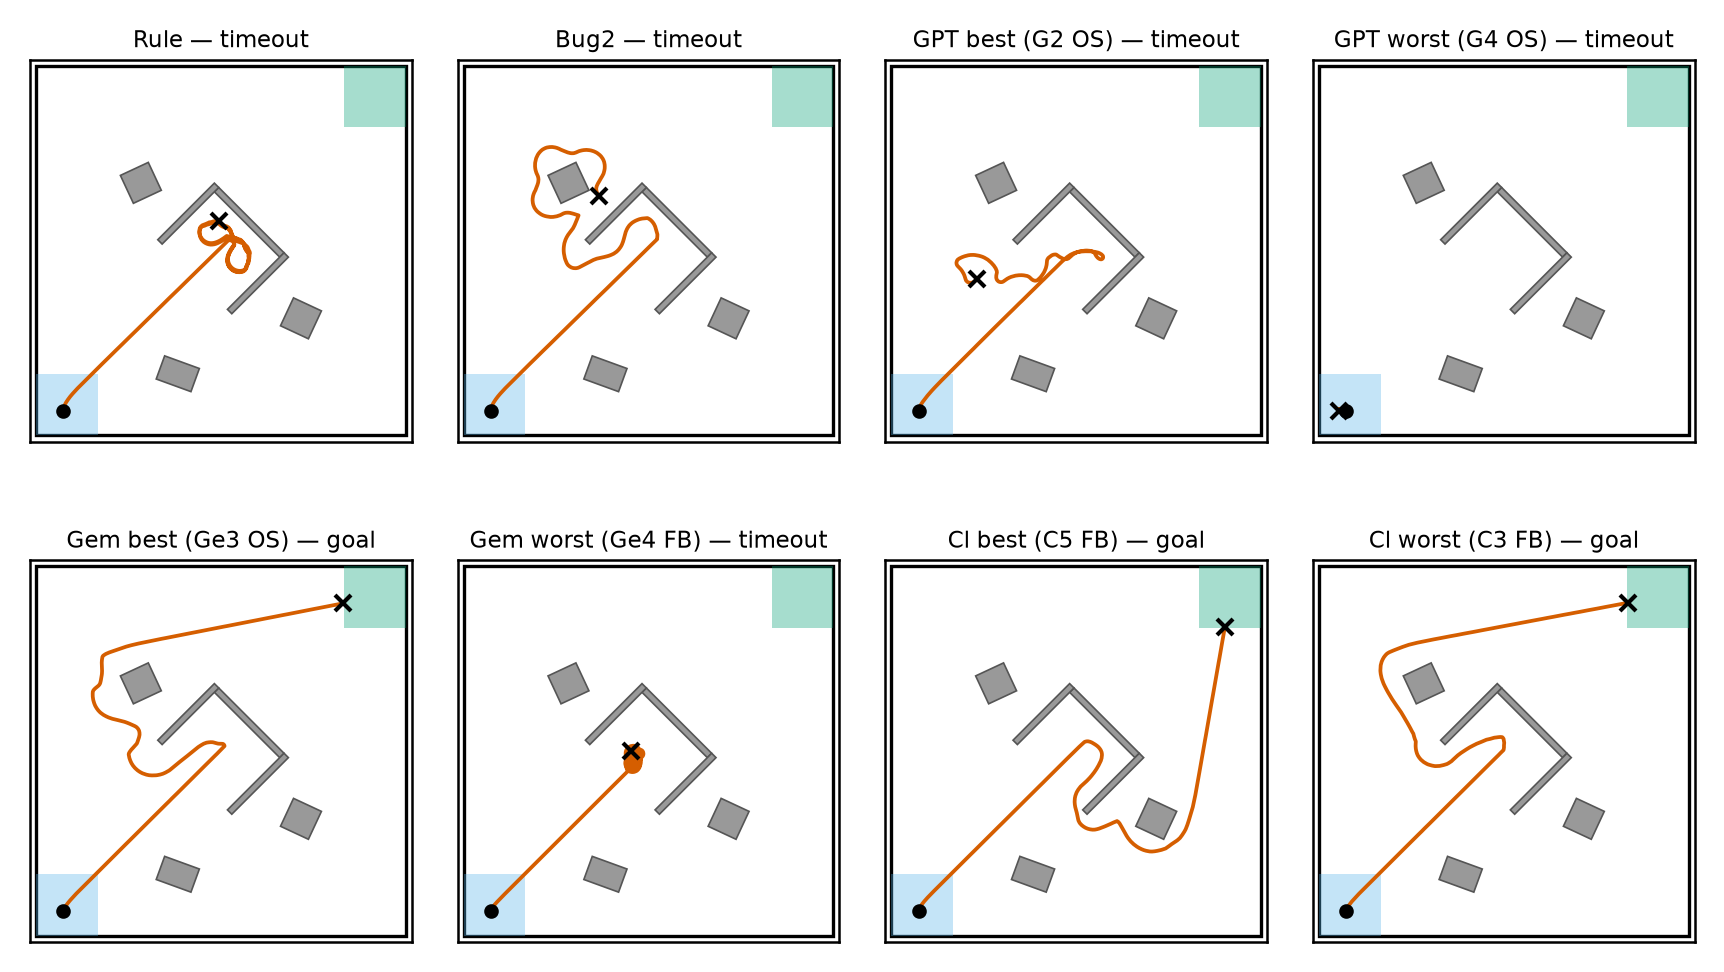 Rule — timeout
Bug2 — timeout
GPT best (G2 OS) — timeout
GPT worst (G4 OS) — timeout
Gem best (Ge3 OS) — goal
Gem worst (Ge4 FB) — timeout
Cl best (C5 FB) — goal
Cl worst (C3 FB) — goal